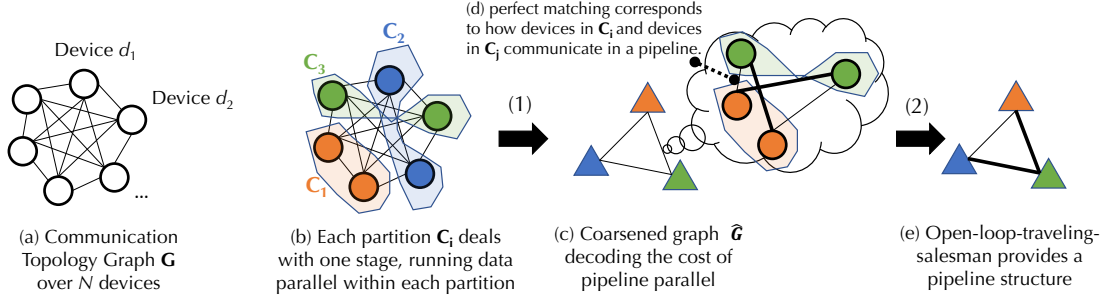 (d) perfect matching corresponds
to how devices in Cᵢ and devices
in Cⱼ communicate in a pipeline.
Device d₁
Device d₂
...
C₂
C₃
C₁
(1)
(2)
(a) Communication
Topology Graph G
over N devices
(b) Each partition Cᵢ deals
with one stage, running data
parallel within each partition
(c) Coarsened graph Ĝ
decoding the cost of
pipeline parallel
(e) Open-loop-traveling-
salesman provides a
pipeline structure